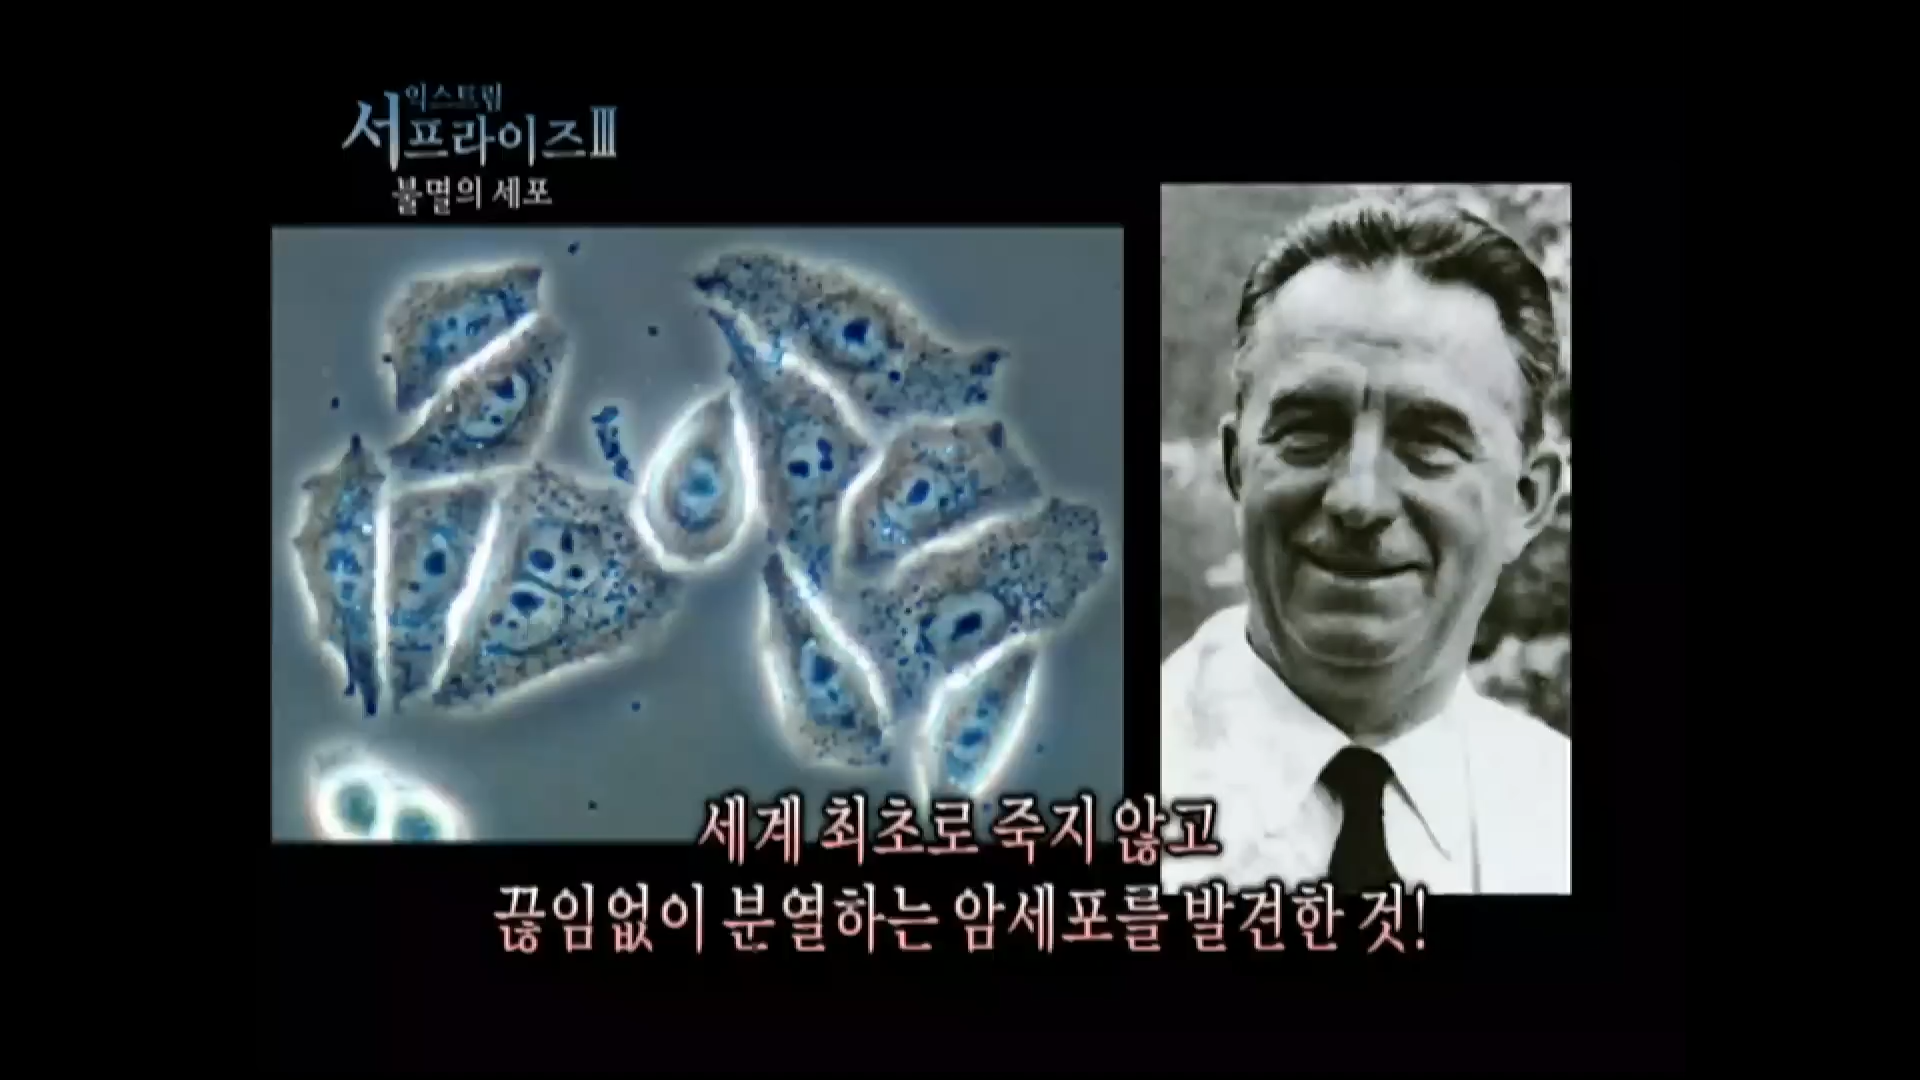 익스트림
서프라이즈Ⅲ
불멸의 세포
세계 최초로 죽지 않고
끊임없이 분열하는 암세포를 발견한 것!